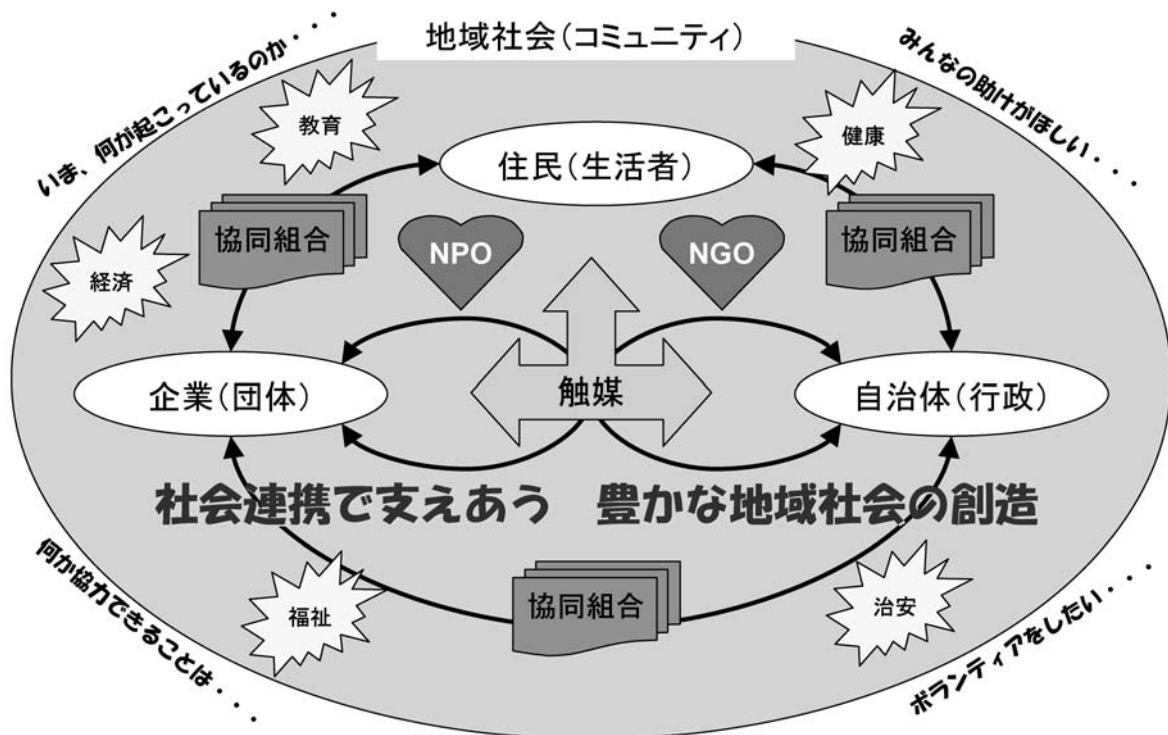 地域社会(コミュニティ)
いま、何が起こっているのか・・・
みんなの助けがほしい・・・
教育
健康
住民(生活者)
協同組合
協同組合
NPO
NGO
経済
企業(団体)
触媒
自治体(行政)
社会連携で支えあう 豊かな地域社会の創造
福祉
協同組合
治安
何か協力できることは・・・
ボランティアをしたい・・・